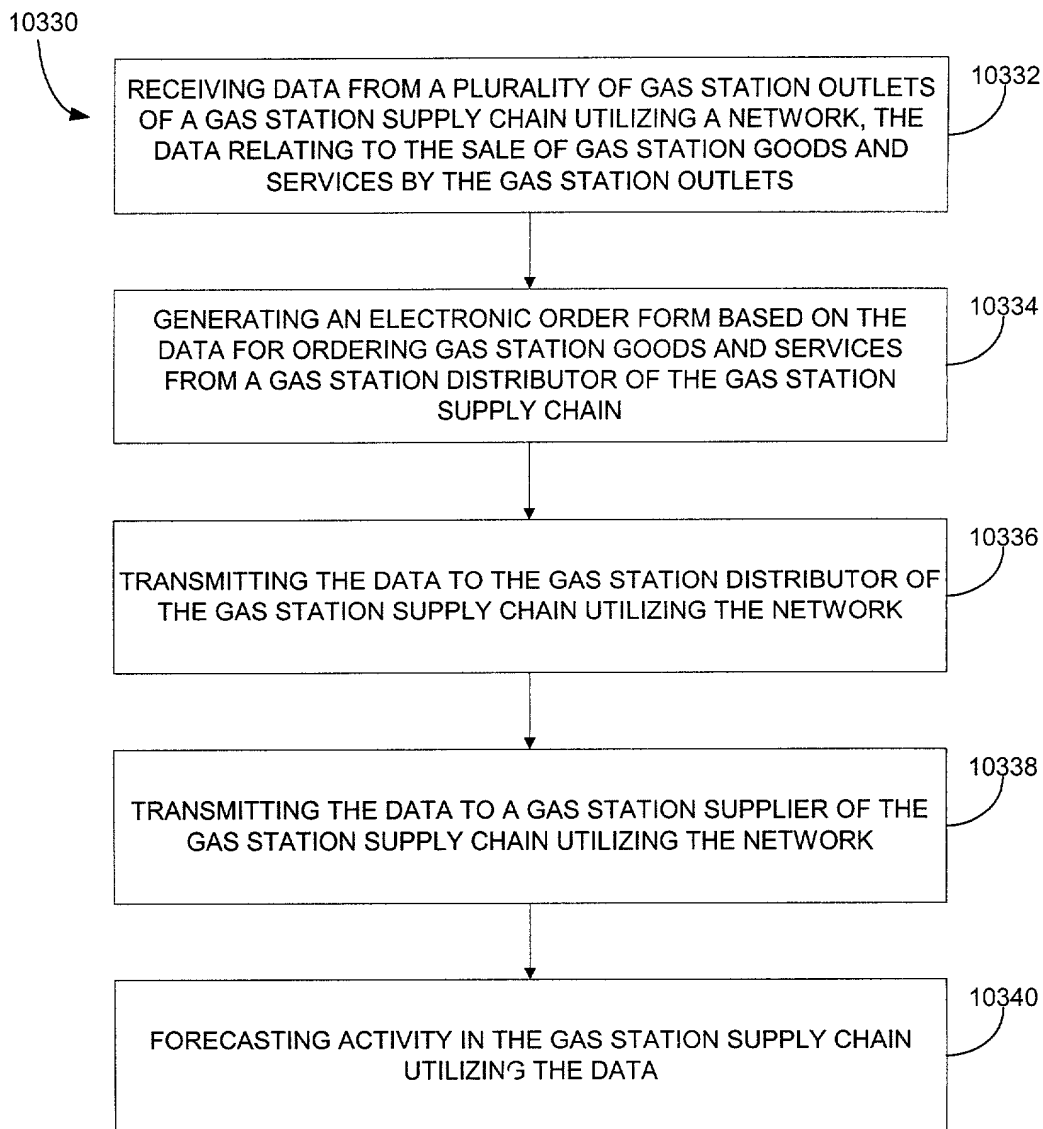 10330
10332
RECEIVING DATA FROM A PLURALITY OF GAS STATION OUTLETS
OF A GAS STATION SUPPLY CHAIN UTILIZING A NETWORK, THE
DATA RELATING TO THE SALE OF GAS STATION GOODS AND
SERVICES BY THE GAS STATION OUTLETS
10334
GENERATING AN ELECTRONIC ORDER FORM BASED ON THE
DATA FOR ORDERING GAS STATION GOODS AND SERVICES
FROM A GAS STATION DISTRIBUTOR OF THE GAS STATION
SUPPLY CHAIN
10336
TRANSMITTING THE DATA TO THE GAS STATION DISTRIBUTOR OF
THE GAS STATION SUPPLY CHAIN UTILIZING THE NETWORK
10338
TRANSMITTING THE DATA TO A GAS STATION SUPPLIER OF THE
GAS STATION SUPPLY CHAIN UTILIZING THE NETWORK
10340
FORECASTING ACTIVITY IN THE GAS STATION SUPPLY CHAIN
UTILIZING THE DATA